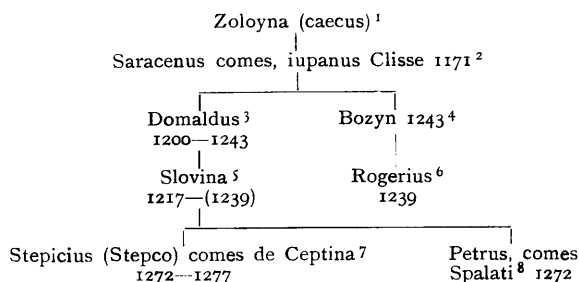 Zoloyna (caecus) ¹
Saracenus comes, iupanus Clisse 1171 ²
Domaldus ³ Bozyn 1243 ⁴
1200—1243
Slovina ⁵ Rogerius ⁶
1217—(1239) 1239
Stepicius (Stepco) comes de Ceptina ⁷ Petrus, comes
1272—1277 Spalati ⁸ 1272